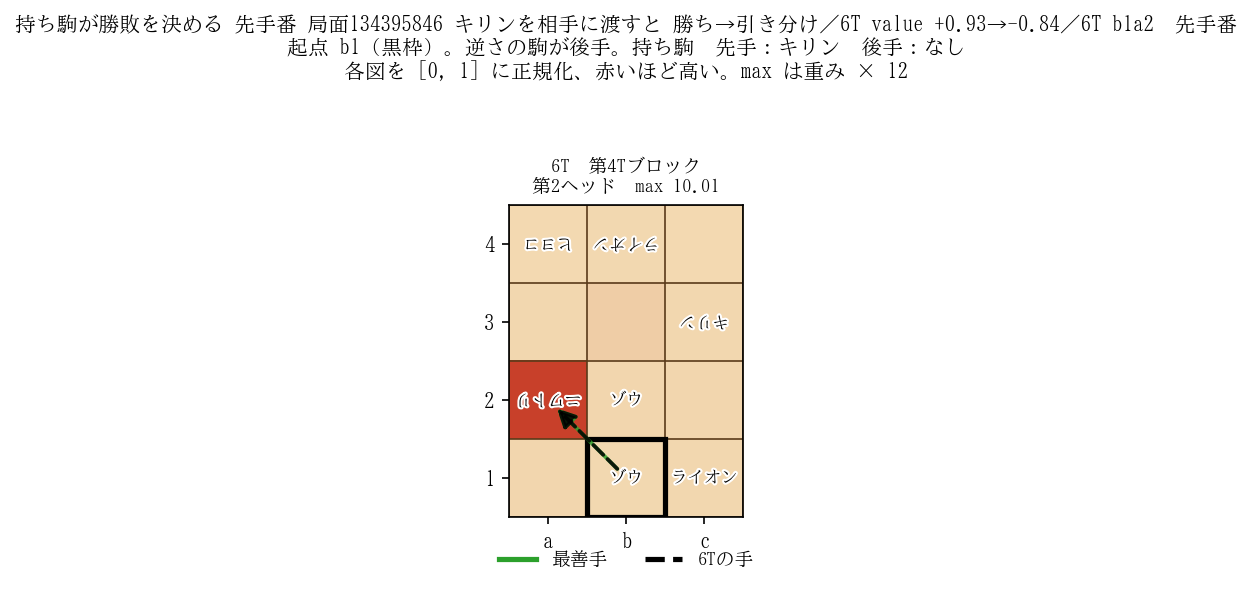 持ち駒が勝敗を決める 先手番 局面134395846 キリンを相手に渡すと 勝ち→引き分け／6T value +0.93→-0.84／6T b1a2　先手番
起点 b1（黒枠）。逆さの駒が後手。持ち駒　先手：キリン　後手：なし
各図を [0, 1] に正規化、赤いほど高い。max は重み × 12
6T　第4Tブロック
第2ヘッド　max 10.01
4
ヒヨコ
ライオン
3
キリン
2
ニワトリ
ゾウ
1
ゾウ
ライオン
a
b
c
最善手
6Tの手